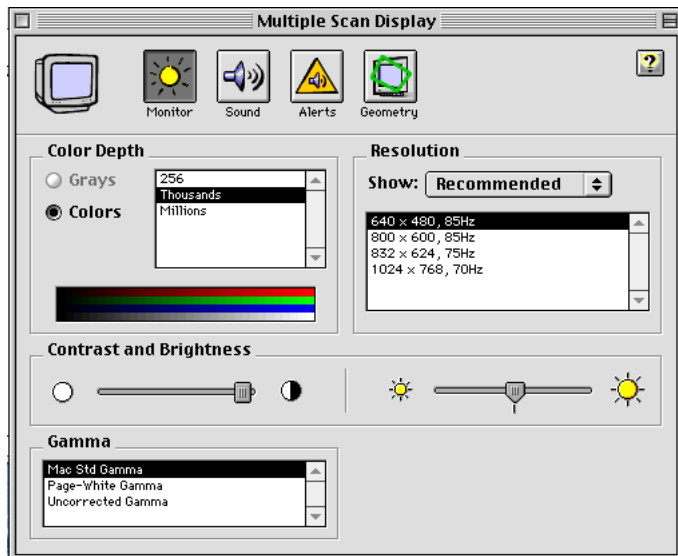 Multiple Scan Display
Monitor Sound Alerts Geometry
?
Color Depth
Grays
Colors
256
Thousands
Millions
Resolution
Show: Recommended
640 x 480, 85Hz
800 x 600, 85Hz
832 x 624, 75Hz
1024 x 768, 70Hz
Contrast and Brightness
Gamma
Mac Std Gamma
Page-White Gamma
Uncorrected Gamma